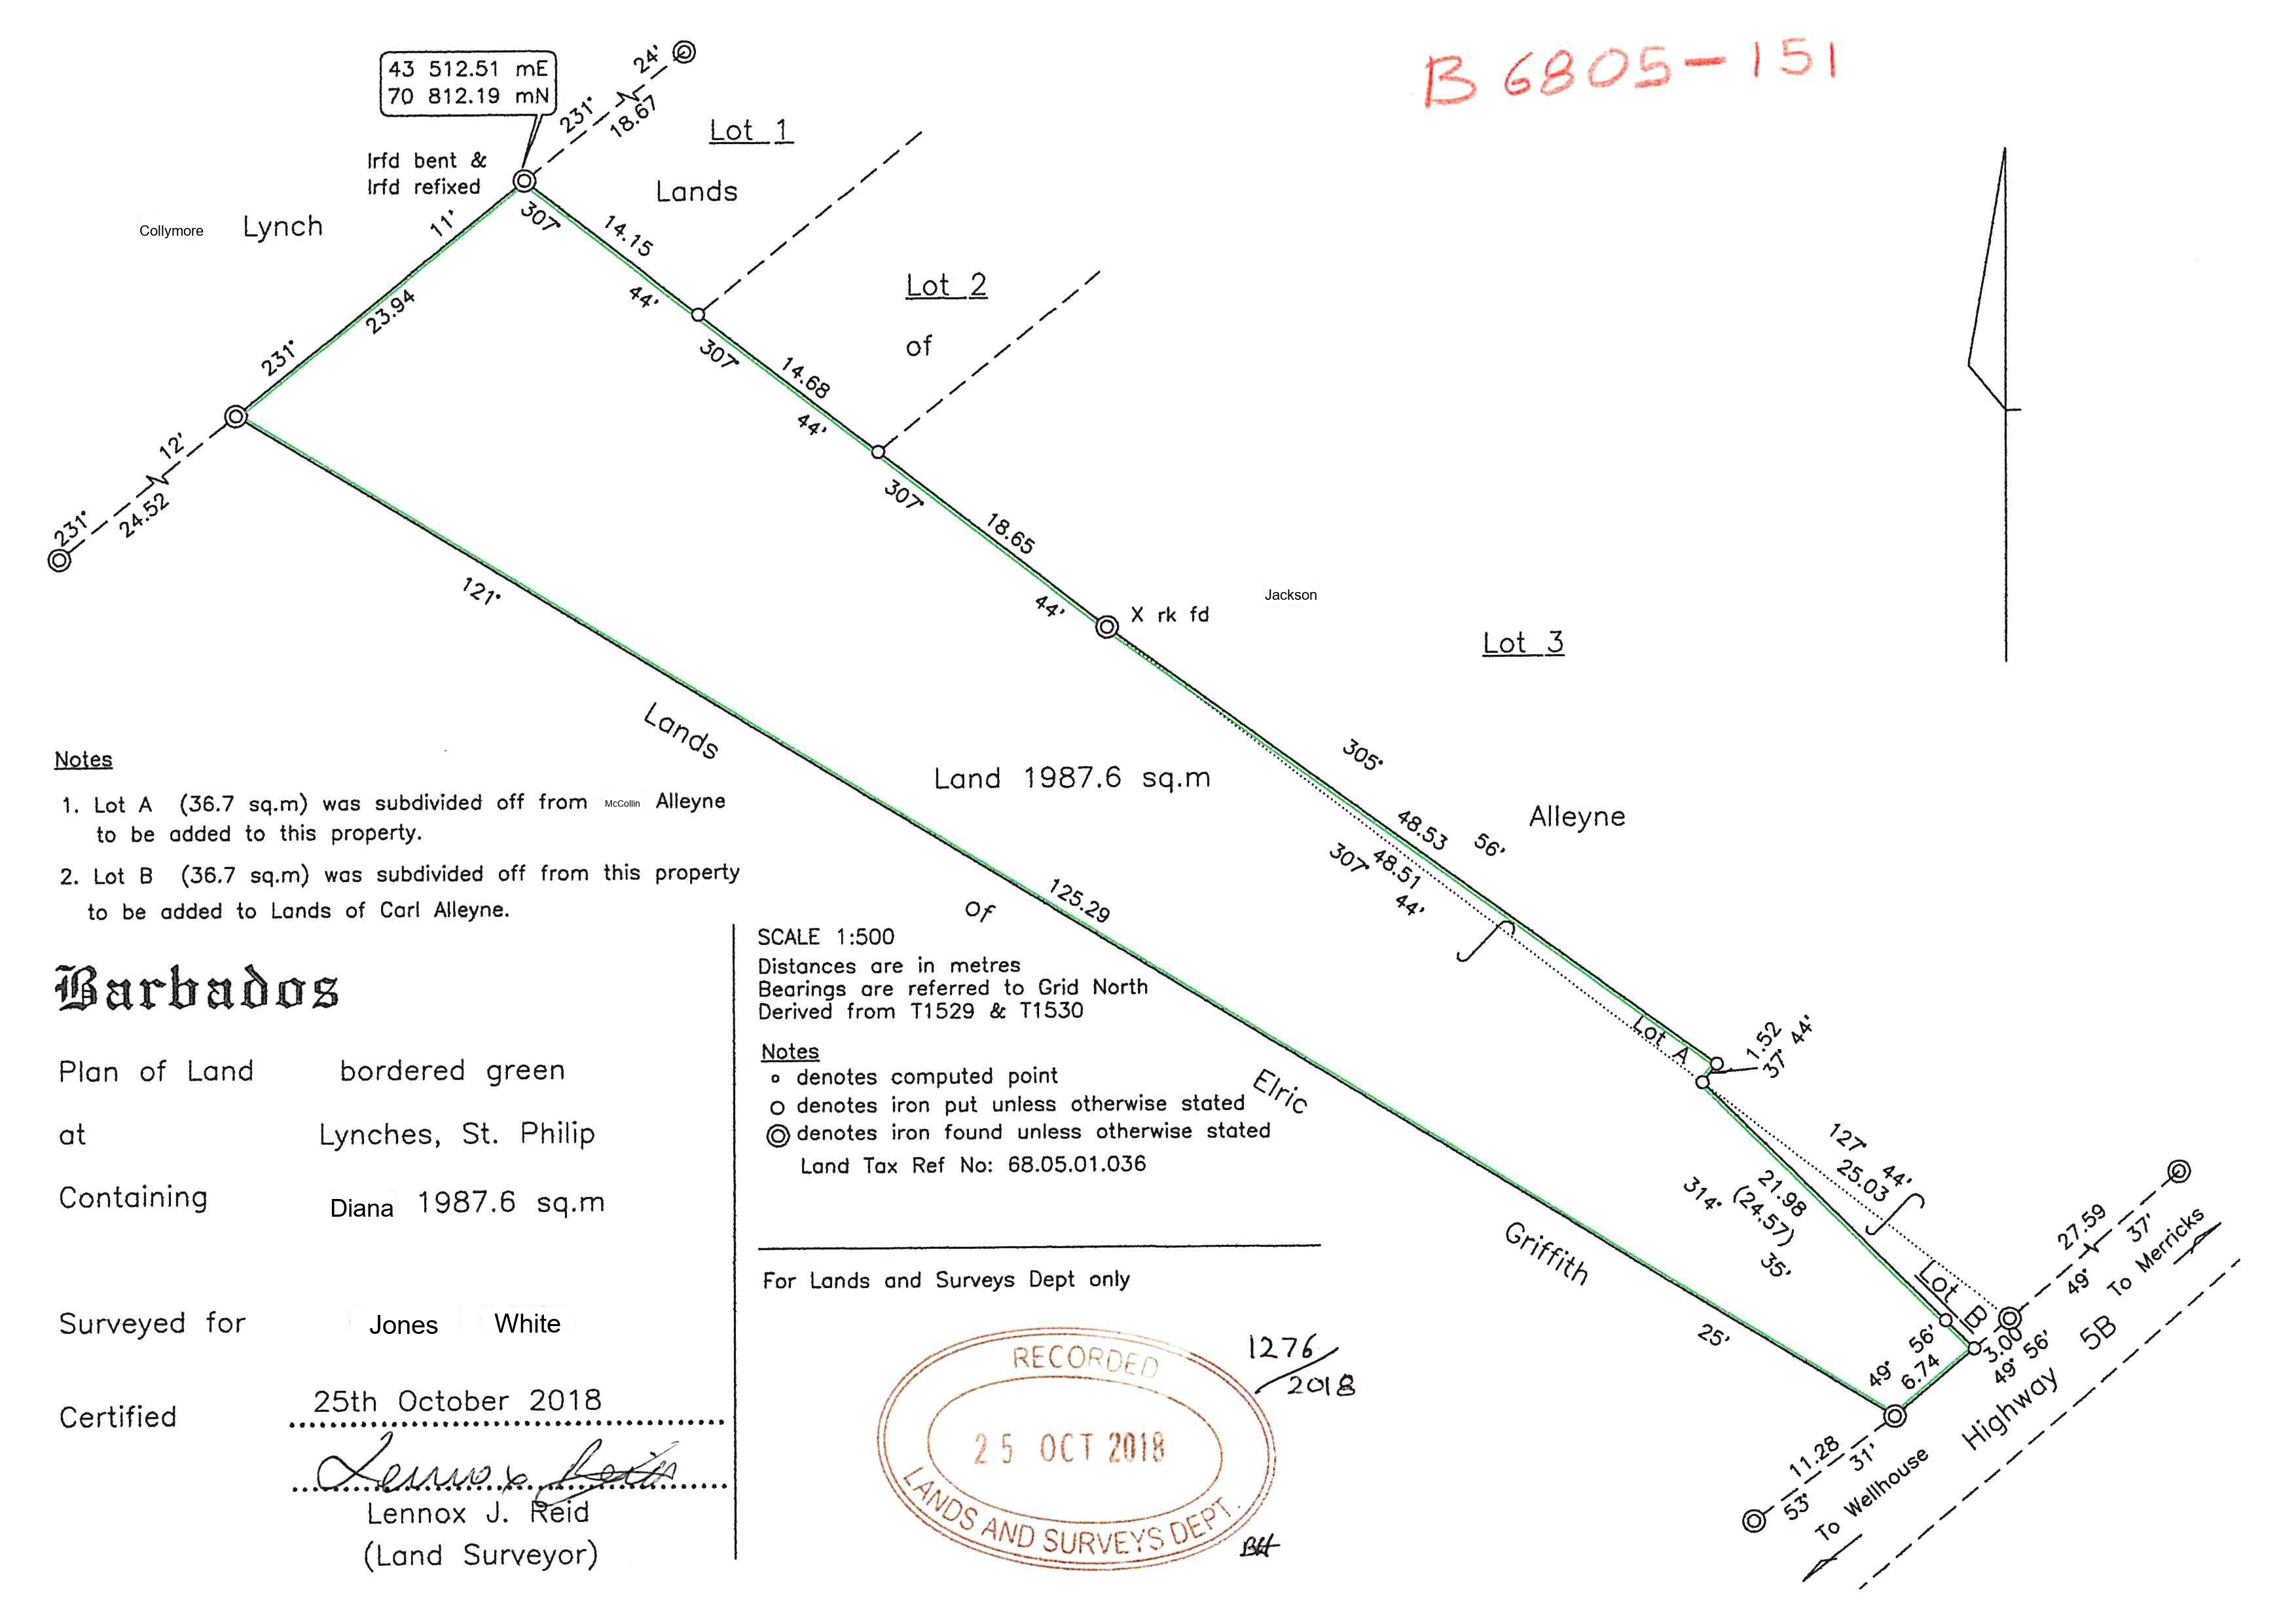 B 6805-151
43 512.51 mE
70 812.19 mN
24'
231°
18.67
Lot 1
Lands
Irfd bent &
Irfd refixed
Collymore Lynch
11'
23.94
231°
307°
14.15
44'
Lot 2
of
307°
14.68
44'
307°
18.65
44'
12'
231°
24.52
X rk fd
Jackson
Lot 3
121°
Lands
Land 1987.6 sq.m
305°
48.53
56'
Alleyne
307°
48.51
44'
125.29
Of
Notes
1. Lot A (36.7 sq.m) was subdivided off from McCollin Alleyne
to be added to this property.
2. Lot B (36.7 sq.m) was subdivided off from this property
to be added to Lands of Carl Alleyne.
Barbados
Plan of Land bordered green
at Lynches, St. Philip
Containing Diana 1987.6 sq.m
Surveyed for Jones White
Certified 25th October 2018
Lennox J. Reid
(Land Surveyor)
SCALE 1:500
Distances are in metres
Bearings are referred to Grid North
Derived from T1529 & T1530
Notes
o denotes computed point
O denotes iron put unless otherwise stated
◎ denotes iron found unless otherwise stated
Land Tax Ref No: 68.05.01.036
For Lands and Surveys Dept only
RECORDED
25 OCT 2018
LANDS AND SURVEYS DEPT.
1276/
2018
BH
Elric
Griffith
25'
Lot A
1.52
37° 44'
127° 44'
25.03
21.98
(24.57)
314°
35'
Lot B
27.59
37'
49°
To Merricks
56'
49°
6.74
3.00
49° 56'
Highway 5B
11.28
31'
53°
To Wellhouse